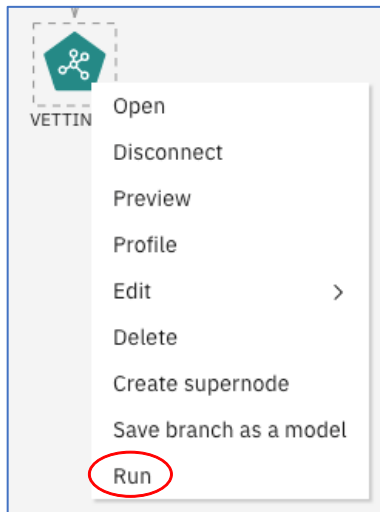 VETTIN
Open
Disconnect
Preview
Profile
Edit
Delete
Create supernode
Save branch as a model
Run